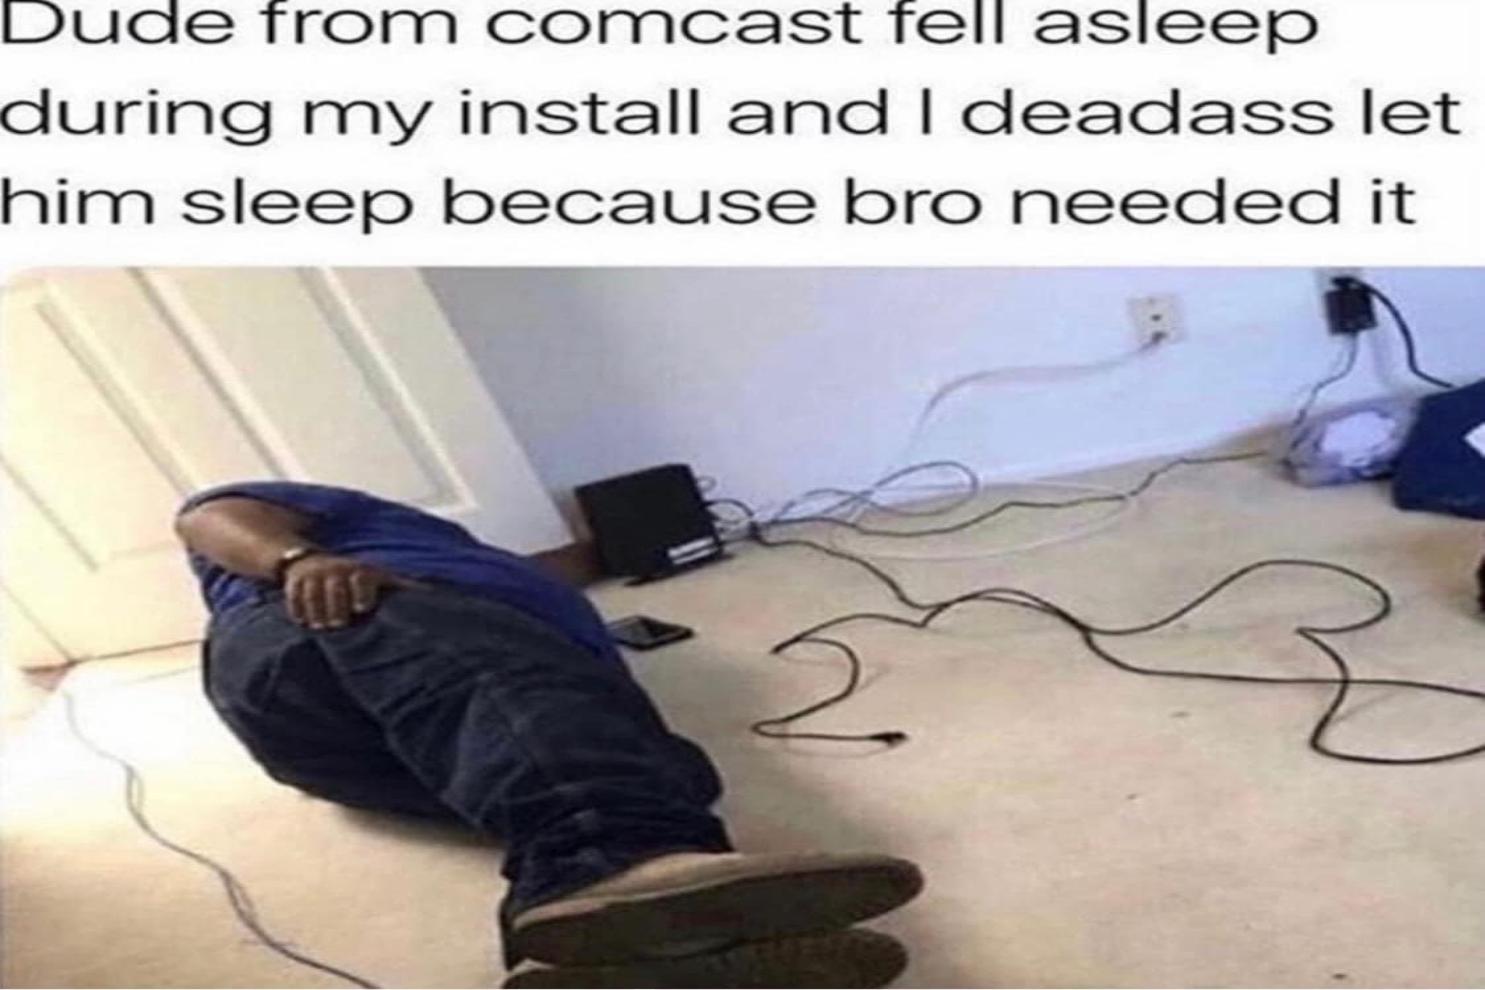 Dude from comcast fell asleep
during my install and I deadass let
him sleep because bro needed it